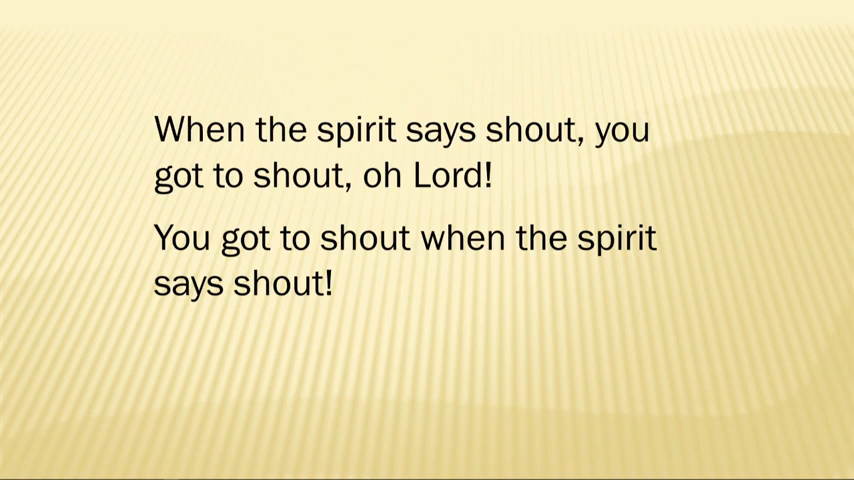 When the spirit says shout, you
got to shout, oh Lord!
You got to shout when the spirit
says shout!